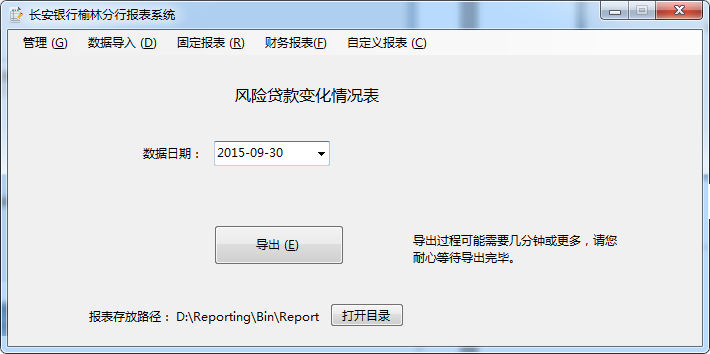 长安银行榆林分行报表系统
管理 (G) 数据导入 (D) 固定报表 (R) 财务报表(F) 自定义报表 (C)
风险贷款变化情况表
数据日期： 2015-09-30
导出 (E)
导出过程可能需要几分钟或更多，请您
耐心等待导出完毕。
报表存放路径： D:\Reporting\Bin\Report 打开目录